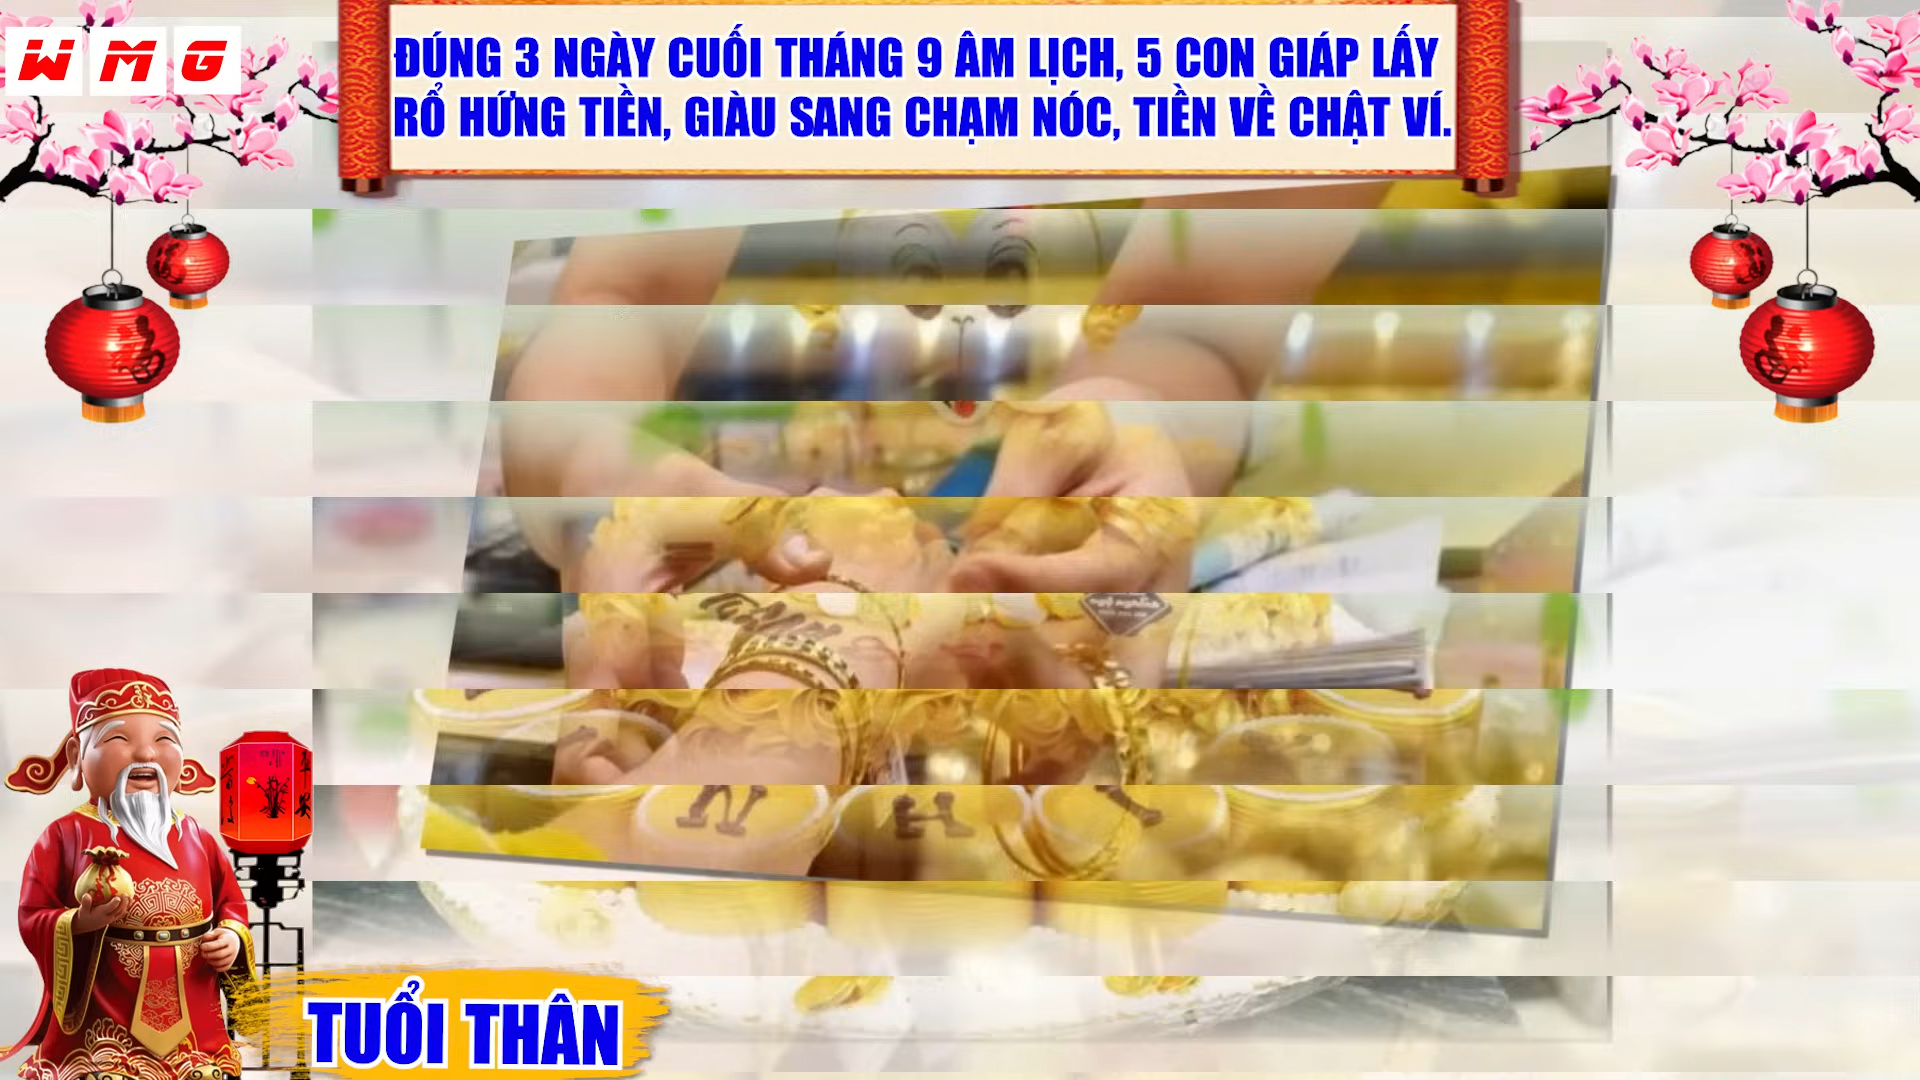 WMG
ĐÚNG 3 NGÀY CUỐI THÁNG 9 ÂM LỊCH, 5 CON GIÁP LẤY
RỔ HỨNG TIỀN, GIÀU SANG CHẠM NÓC, TIỀN VỀ CHẬT VÍ.
N H I
TUỔI THÂN